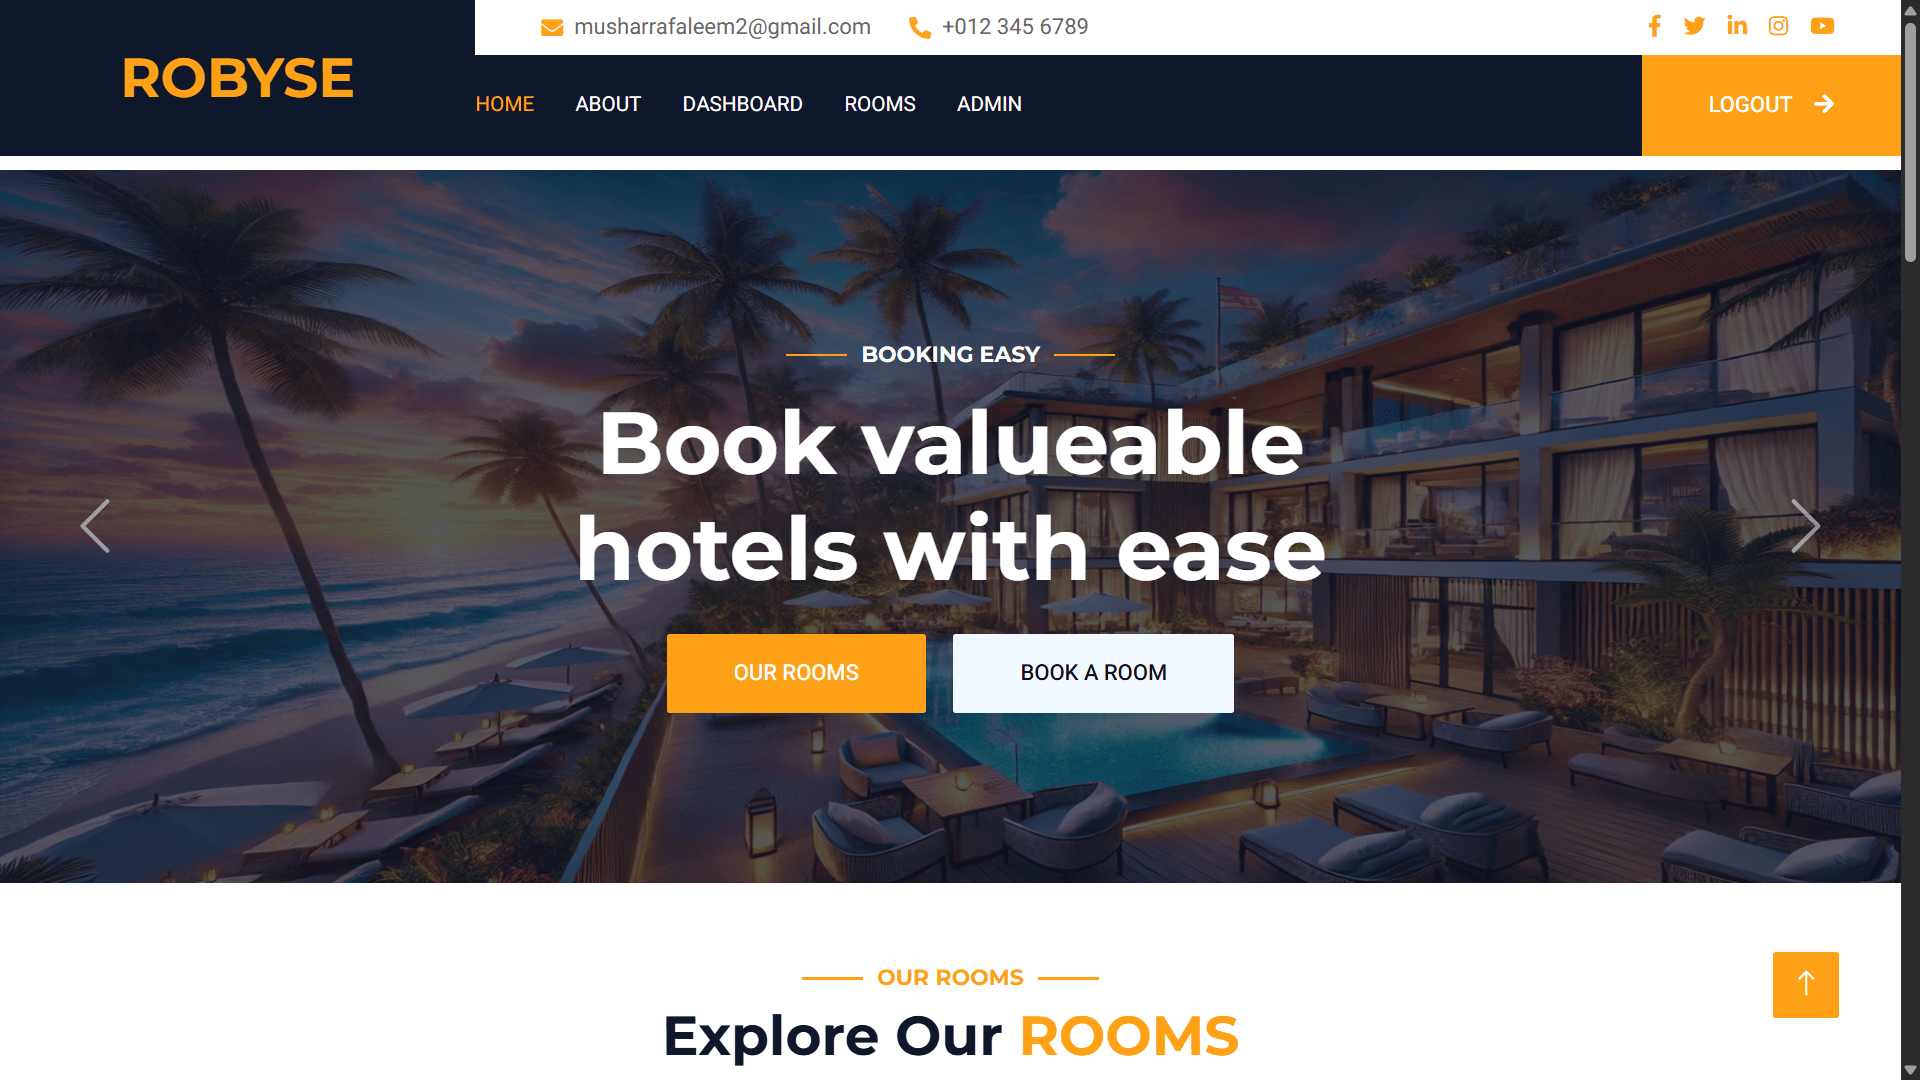 ROBYSE
musharrafaleem2@gmail.com +012 345 6789
HOME ABOUT DASHBOARD ROOMS ADMIN
LOGOUT
BOOKING EASY
Book valueable
hotels with ease
OUR ROOMS BOOK A ROOM
OUR ROOMS
Explore Our ROOMS